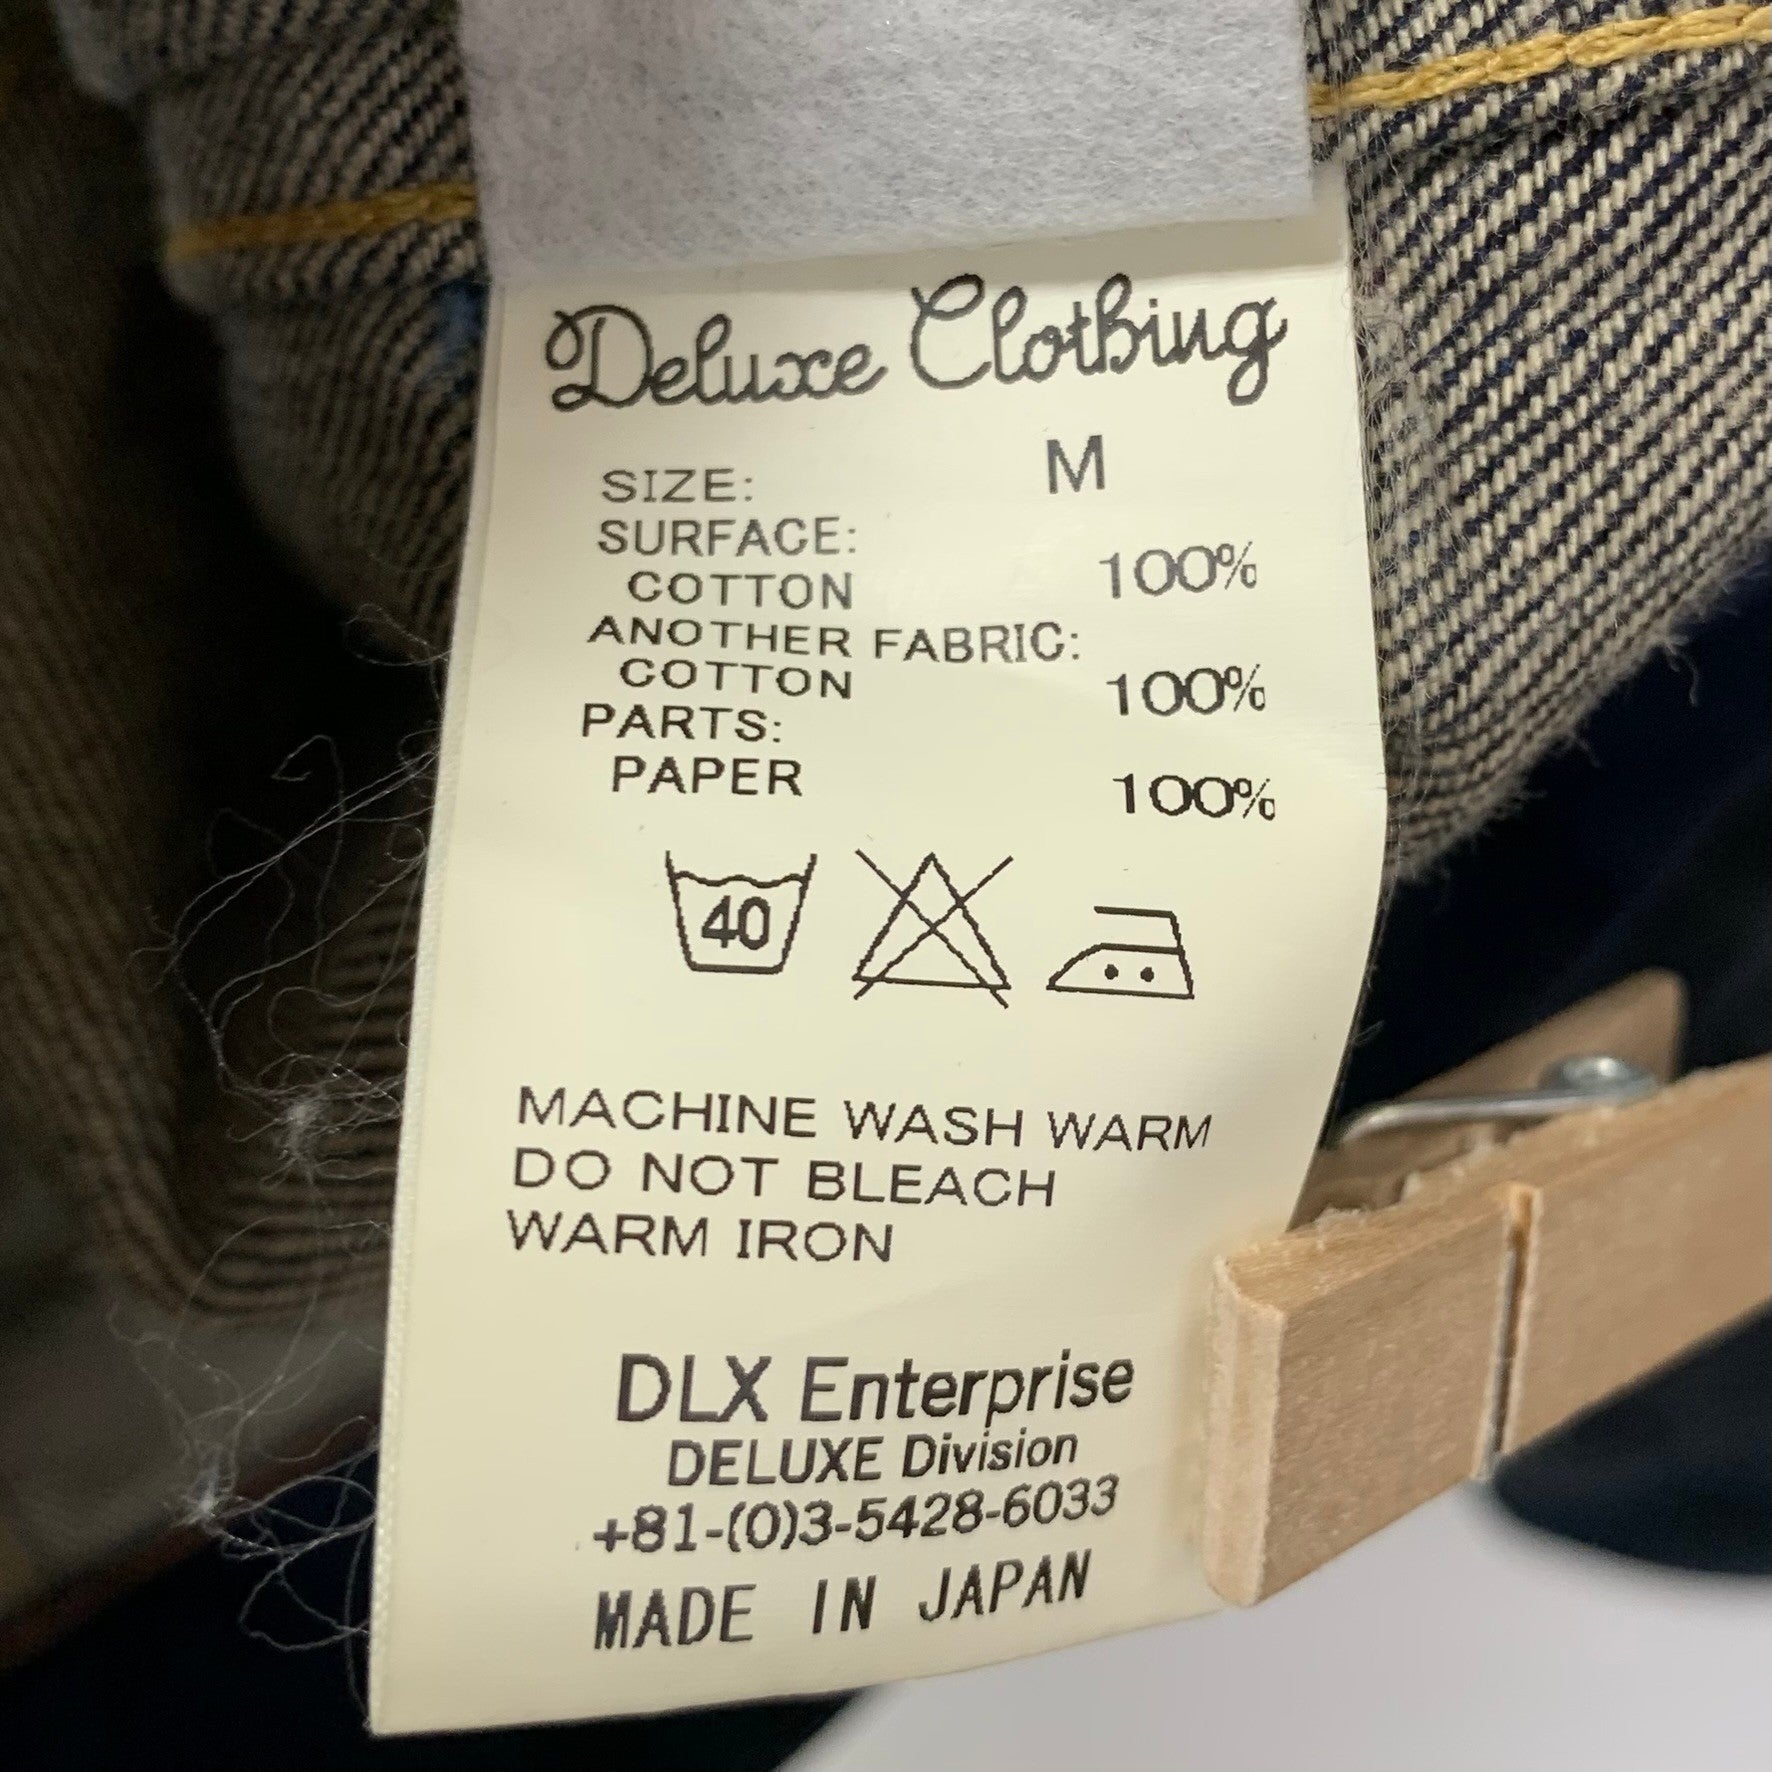 Deluxe Clothing
SIZE: M
SURFACE:
COTTON 100%
ANOTHER FABRIC:
COTTON 100%
PARTS:
PAPER 100%
40
MACHINE WASH WARM
DO NOT BLEACH
WARM IRON
DLX Enterprise
DELUXE Division
+81-(0)3-5428-6033
MADE IN JAPAN